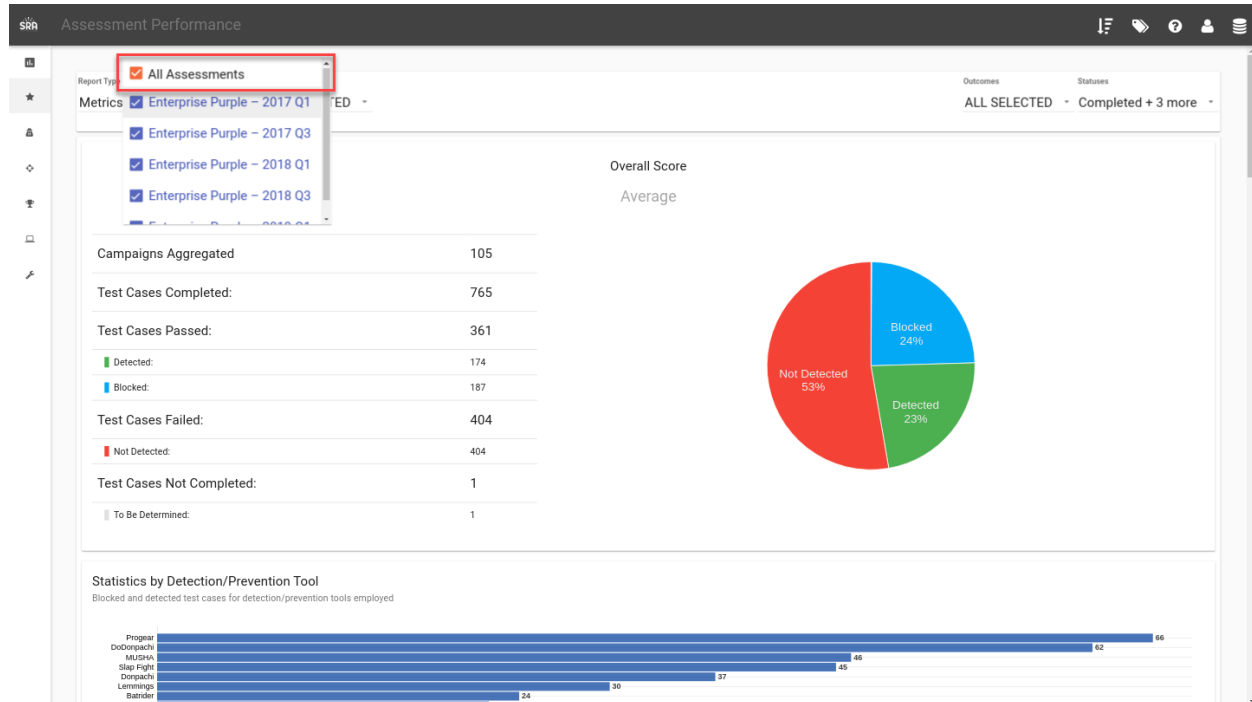 SRA Assessment Performance
All Assessments
Enterprise Purple – 2017 Q1
Enterprise Purple – 2017 Q3
Enterprise Purple – 2018 Q1
Enterprise Purple – 2018 Q3
Report Typ
Metrics
TED
Outcomes
ALL SELECTED
Statuses
Completed + 3 more
Overall Score
Average
Campaigns Aggregated 105
Test Cases Completed: 765
Test Cases Passed: 361
Detected: 174
Blocked: 187
Test Cases Failed: 404
Not Detected: 404
Test Cases Not Completed: 1
To Be Determined: 1
Blocked
24%
Not Detected
53%
Detected
23%
Statistics by Detection/Prevention Tool
Blocked and detected test cases for detection/prevention tools employed
Progear 66
DoDonpachi 62
MUSHA 46
Slap Fight 45
Donpachi 37
Lemmings 30
Batrider 24